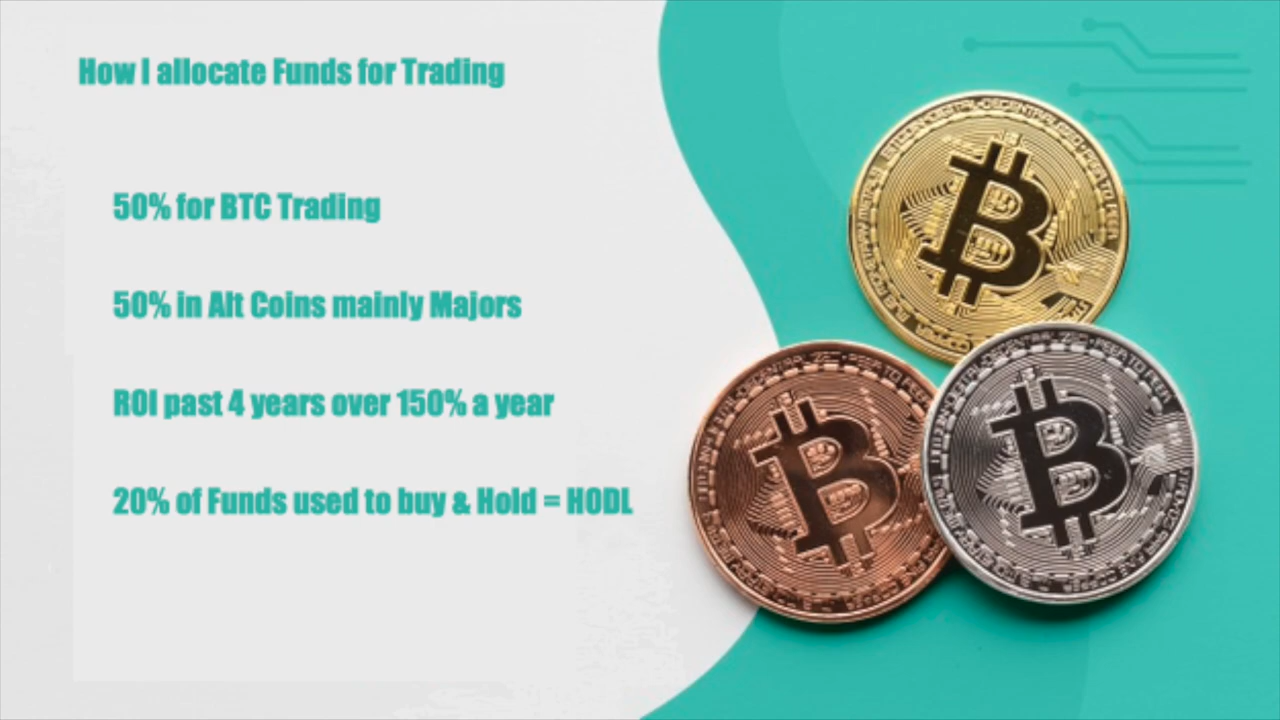 How I allocate Funds for Trading
50% for BTC Trading
50% in Alt Coins mainly Majors
ROI past 4 years over 150% a year
20% of Funds used to buy & Hold = HODL